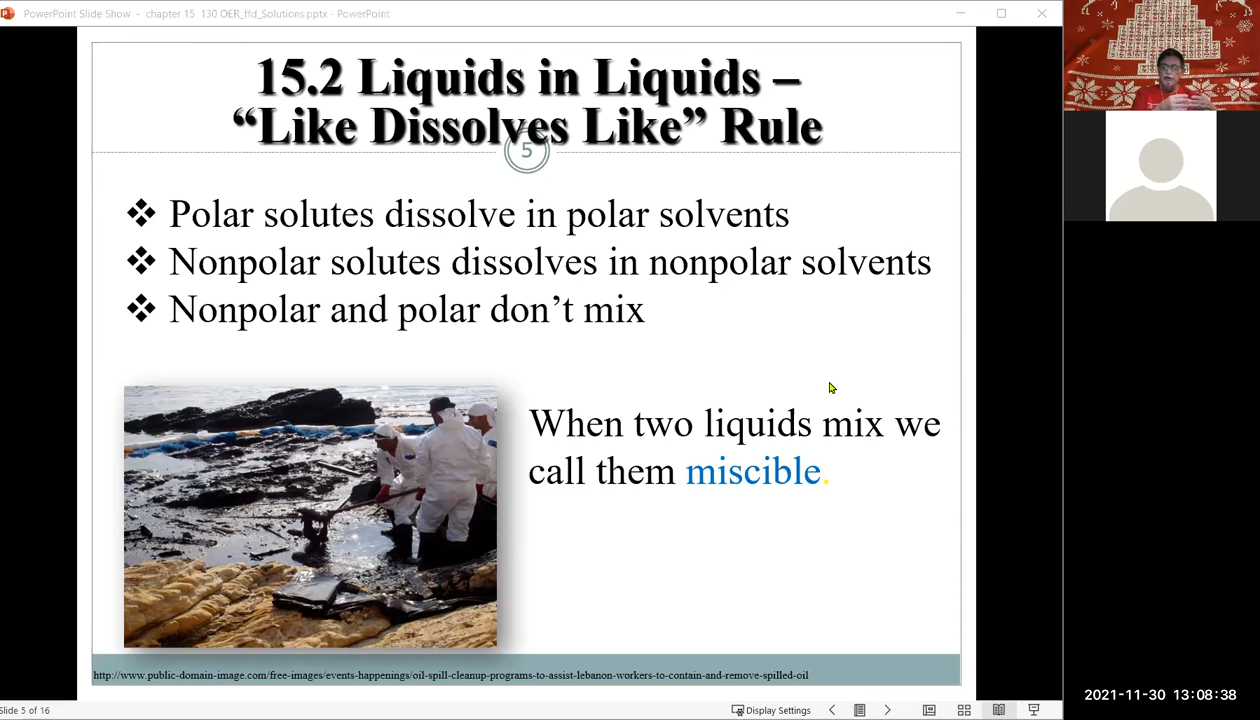 PowerPoint Slide Show - chapter 15 130 OER_ffd_Solutions.pptx - PowerPoint
15.2 Liquids in Liquids –
“Like Dissolves Like” Rule
5
❖ Polar solutes dissolve in polar solvents
❖ Nonpolar solutes dissolves in nonpolar solvents
❖ Nonpolar and polar don’t mix
When two liquids mix we
call them miscible.
http://www.public-domain-image.com/free-images/events-happenings/oil-spill-cleanup-programs-to-assist-lebanon-workers-to-contain-and-remove-spilled-oil
2021-11-30 13:08:38
Slide 5 of 16
Display Settings